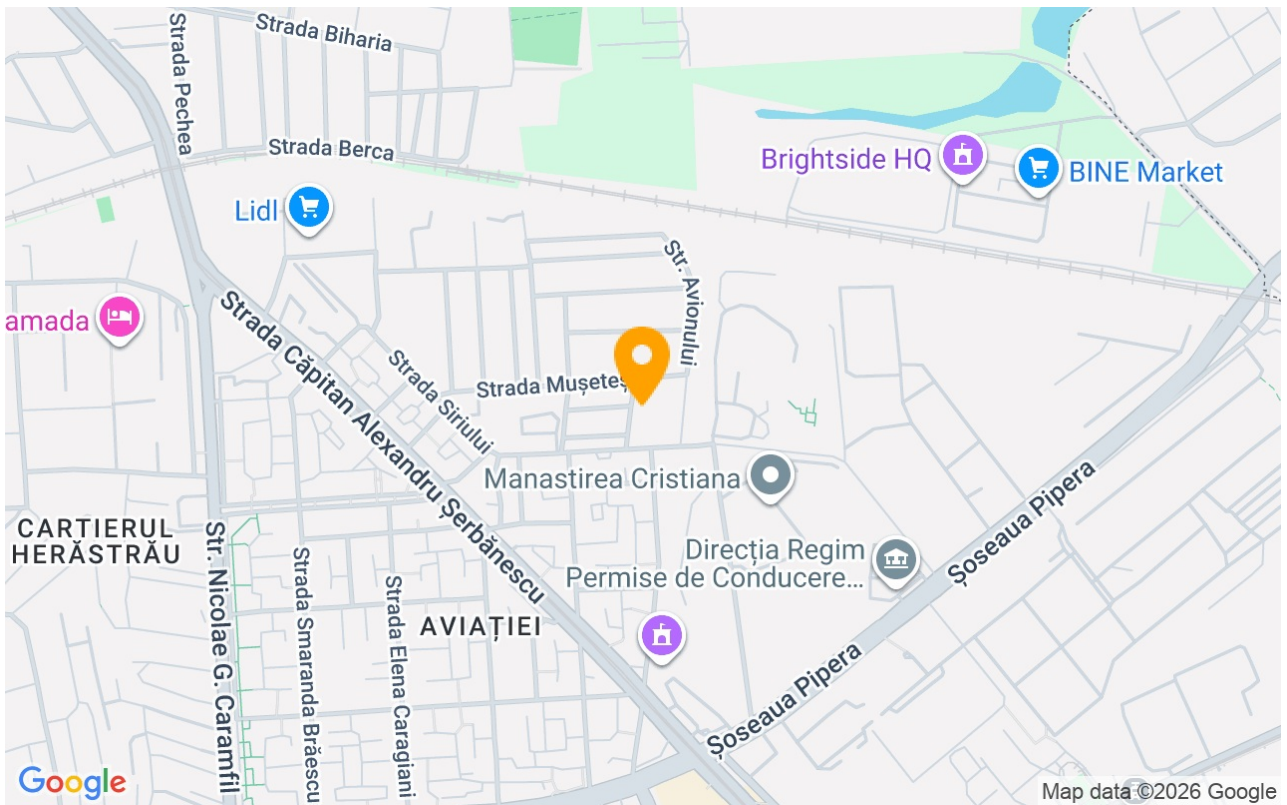 Strada Biharia
Strada Pechea
Strada Berca
Brightside HQ
BINE Market
Lidl
Str. Avionului
amada
Strada Căpitan Alexandru Șerbănescu
Strada Siriului
Strada Mușeteș
Manastirea Cristiana
CARTIERUL
HERĂSTRĂU
Str. Nicolae G. Caramfil
Strada Smaranda Brăescu
Strada Elena Caragiani
AVIAȚIEI
Direcția Regim
Permise de Conducere...
Șoseaua Pipera
Șoseaua Pipera
Google
Map data ©2026 Google